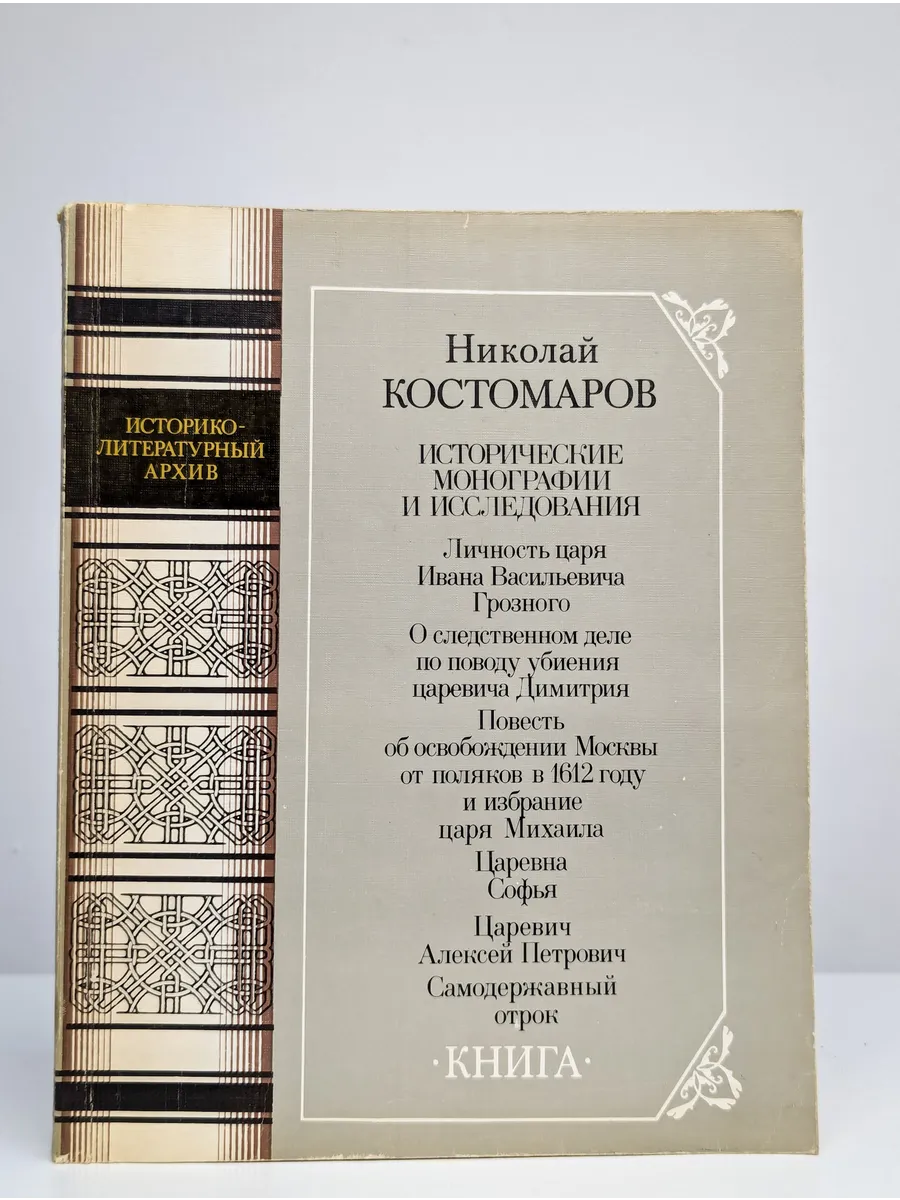 ИСТОРИКО-
ЛИТЕРАТУРНЫЙ
АРХИВ
Николай
КОСТОМАРОВ
ИСТОРИЧЕСКИЕ
МОНОГРАФИИ
И ИССЛЕДОВАНИЯ
Личность царя
Ивана Васильевича
Грозного
О следственном деле
по поводу убиения
царевича Димитрия
Повесть
об освобождении Москвы
от поляков в 1612 году
и избрание
царя Михаила
Царевна
Софья
Царевич
Алексей Петрович
Самодержавный
отрок
·КНИГА·